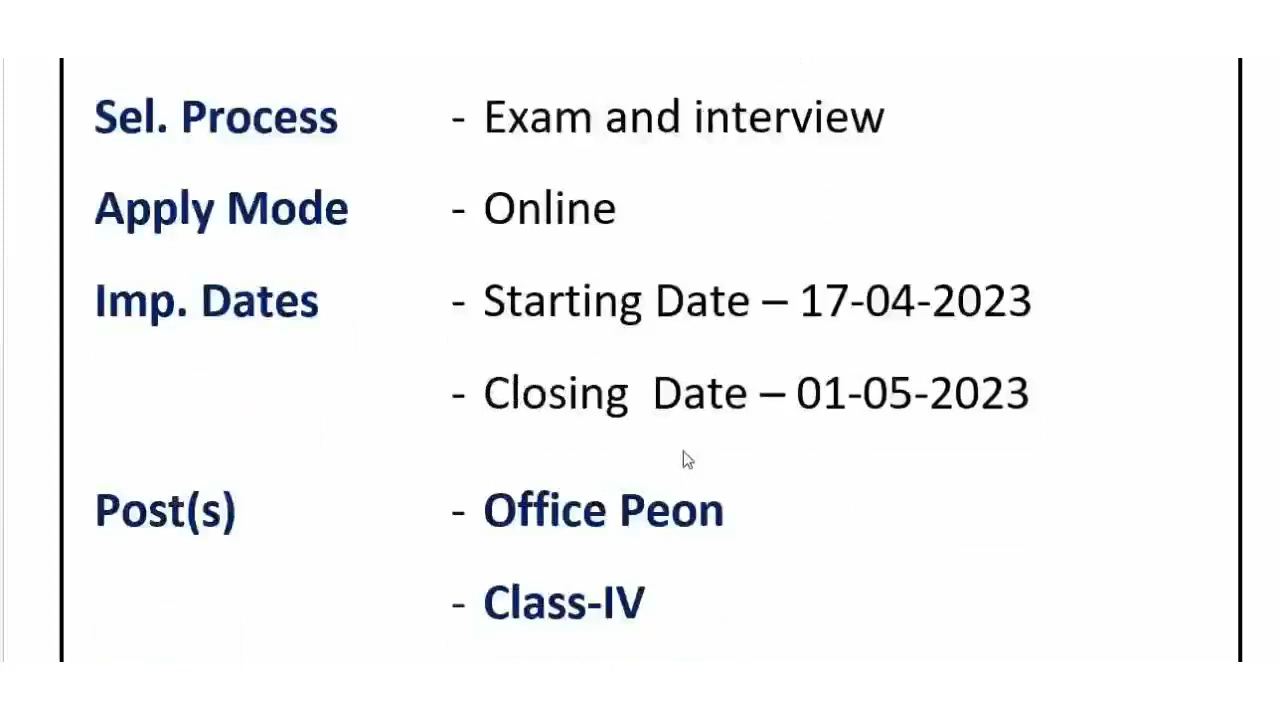 Sel. Process - Exam and interview
Apply Mode - Online
Imp. Dates - Starting Date – 17-04-2023
- Closing Date – 01-05-2023
Post(s) - Office Peon
- Class-IV